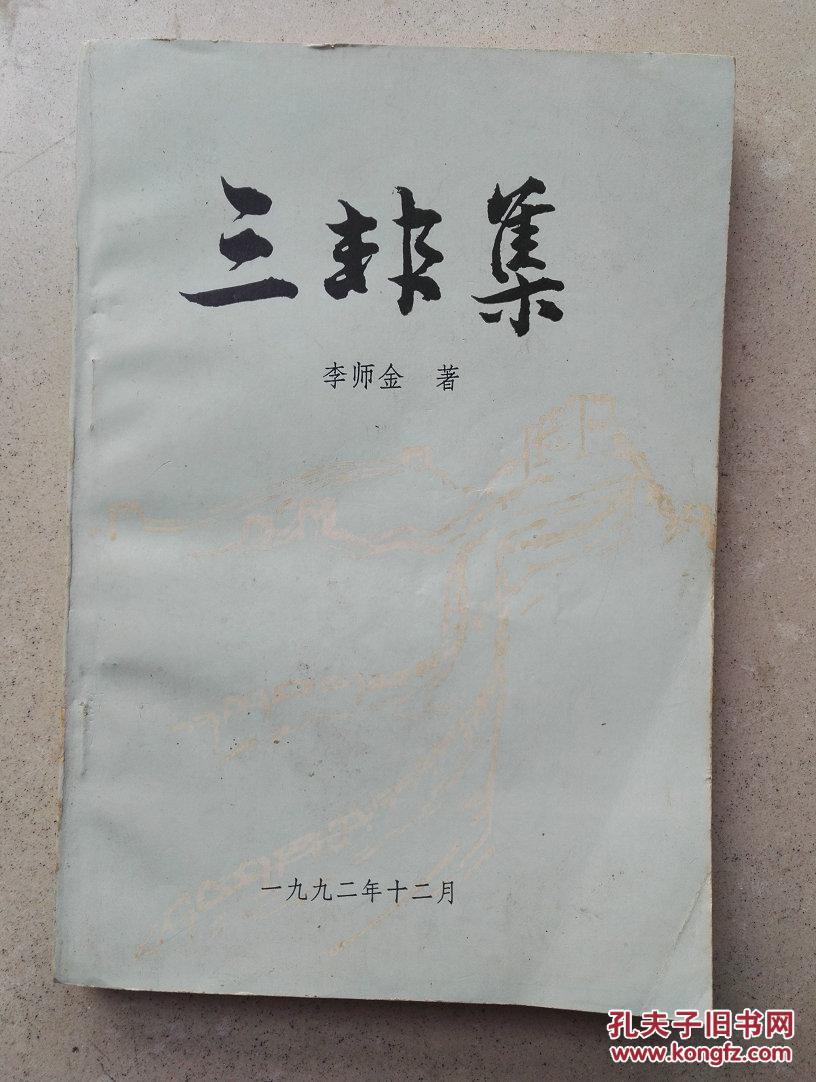 三 集
李师金 著
一九九二年十二月
孔夫子旧书网
www.kongfz.com